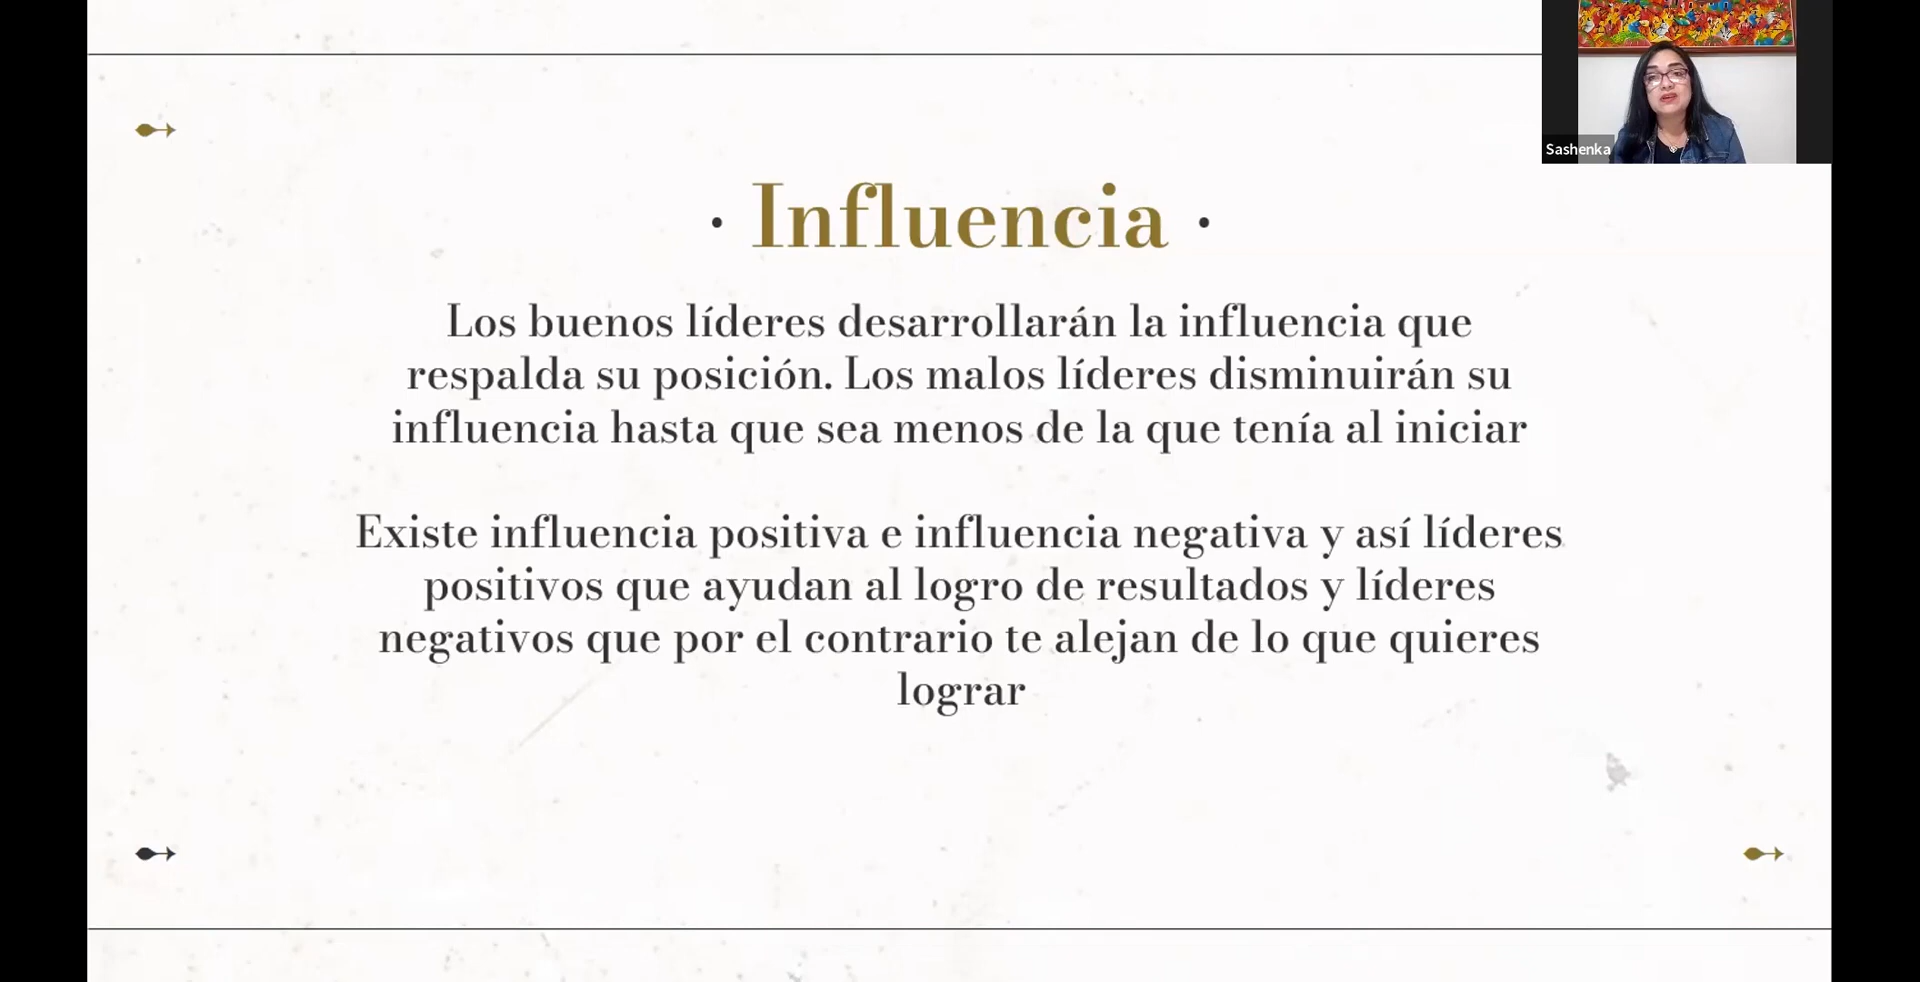 Sashenka
· Influencia ·
Los buenos líderes desarrollarán la influencia que
respalda su posición. Los malos líderes disminuirán su
influencia hasta que sea menos de la que tenía al iniciar
Existe influencia positiva e influencia negativa y así líderes
positivos que ayudan al logro de resultados y líderes
negativos que por el contrario te alejan de lo que quieres
lograr